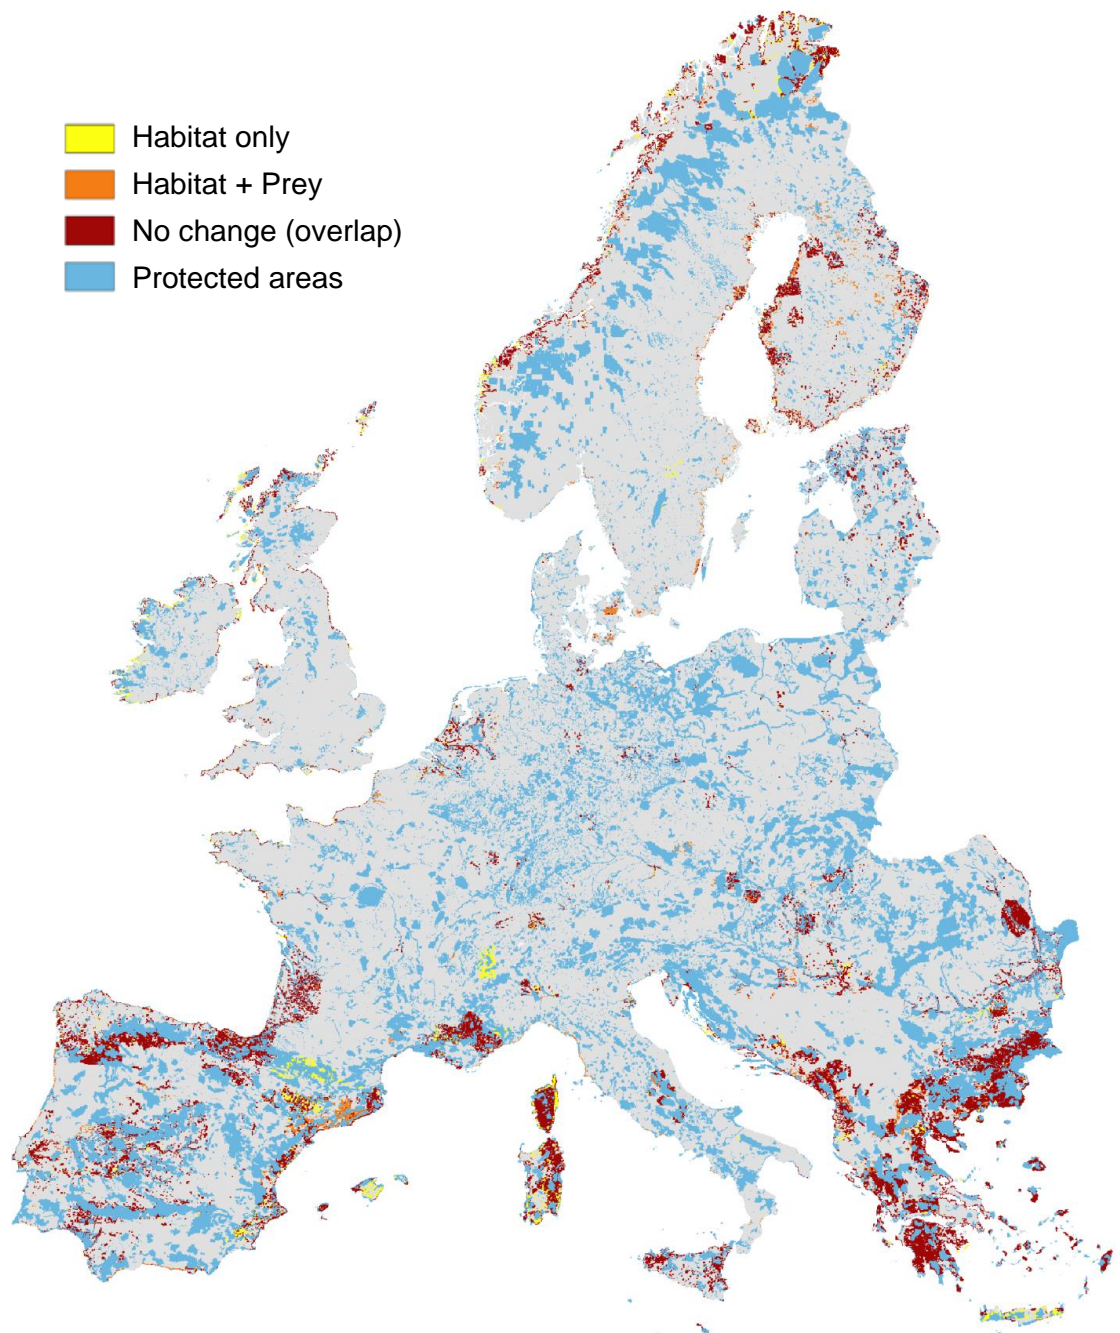 Habitat only
Habitat + Prey
No change (overlap)
Protected areas